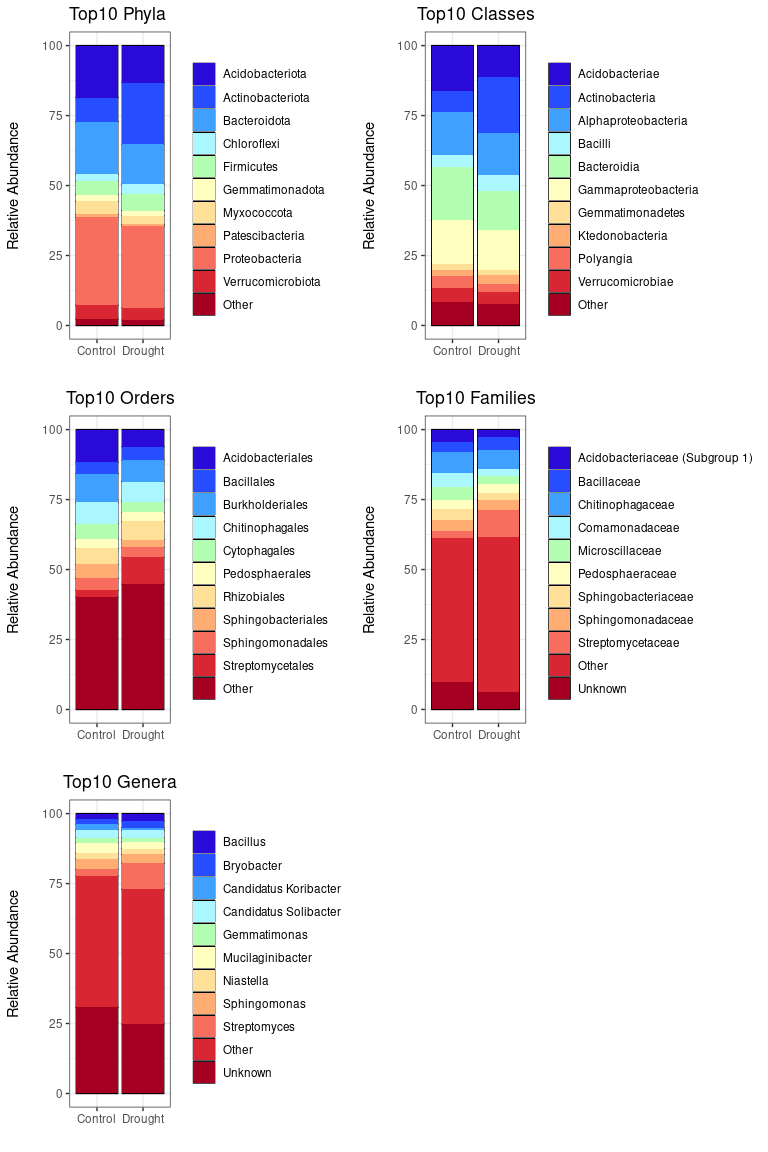 Top10 Phyla
Relative Abundance
100
75
50
25
0
Control Drought
Acidobacteriota
Actinobacteriota
Bacteroidota
Chloroflexi
Firmicutes
Gemmatimonadota
Myxococcota
Patescibacteria
Proteobacteria
Verrucomicrobiota
Other
Top10 Classes
Relative Abundance
100
75
50
25
0
Control Drought
Acidobacteriae
Actinobacteria
Alphaproteobacteria
Bacilli
Bacteroidia
Gammaproteobacteria
Gemmatimonadetes
Ktedonobacteria
Polyangia
Verrucomicrobiae
Other
Top10 Orders
Relative Abundance
100
75
50
25
0
Control Drought
Acidobacteriales
Bacillales
Burkholderiales
Chitinophagales
Cytophagales
Pedosphaerales
Rhizobiales
Sphingobacteriales
Sphingomonadales
Streptomycetales
Other
Top10 Families
Relative Abundance
100
75
50
25
0
Control Drought
Acidobacteriaceae (Subgroup 1)
Bacillaceae
Chitinophagaceae
Comamonadaceae
Microscillaceae
Pedosphaeraceae
Sphingobacteriaceae
Sphingomonadaceae
Streptomycetaceae
Other
Unknown
Top10 Genera
Relative Abundance
100
75
50
25
0
Control Drought
Bacillus
Bryobacter
Candidatus Koribacter
Candidatus Solibacter
Gemmatimonas
Mucilaginibacter
Niastella
Sphingomonas
Streptomyces
Other
Unknown